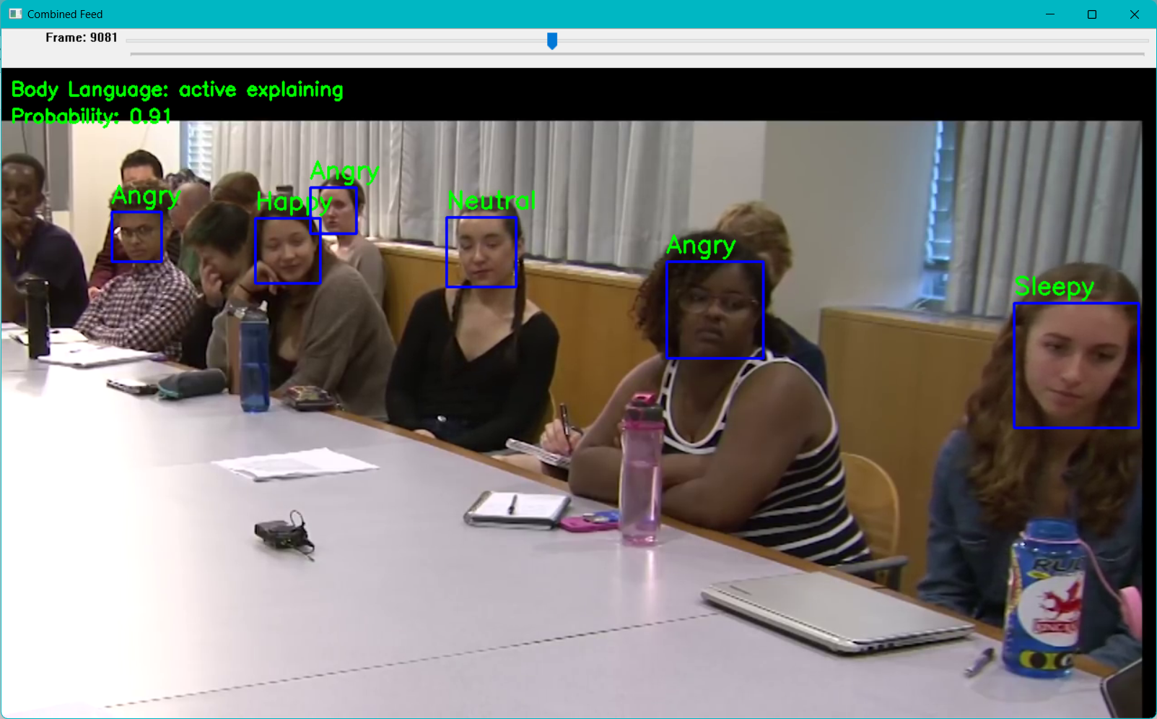 Combined Feed
Frame: 9081
Body Language: active explaining
Probability: 0.91
Angry
Angry
Happy
Neutral
Angry
Sleepy